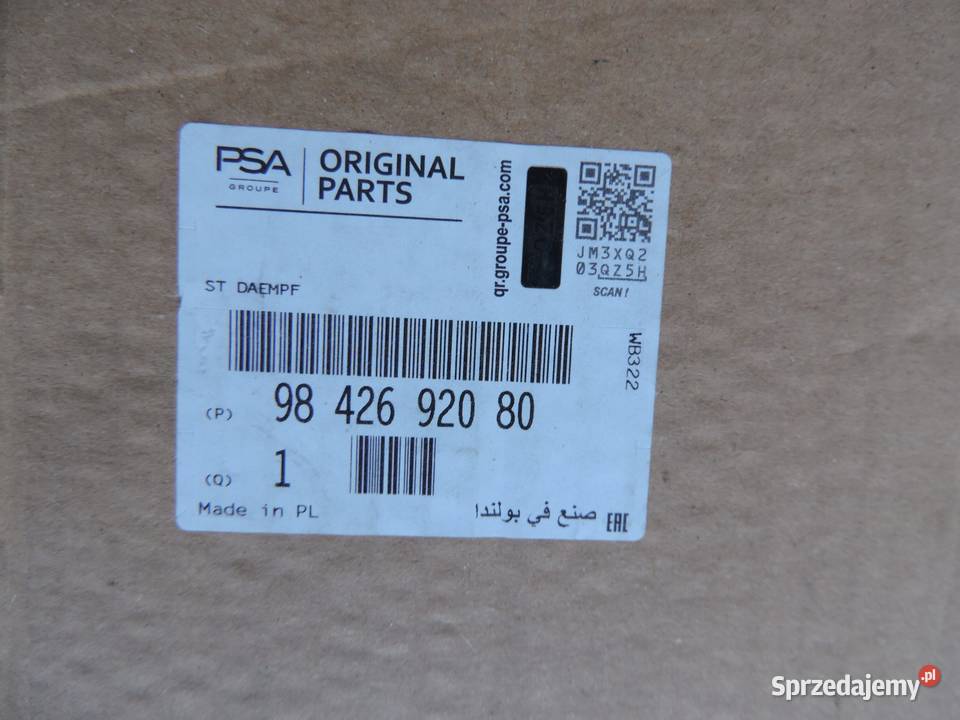 PSA
GROUPE
ORIGINAL
PARTS
qr.groupe-psa.com
JM3XQ2
03QZ5H
SCAN!
ST DAEMPF
WB322
(P) 98 426 920 80
(Q) 1
Made in PL
صنع في بولندا
EAC
Sprzedajemy.pl